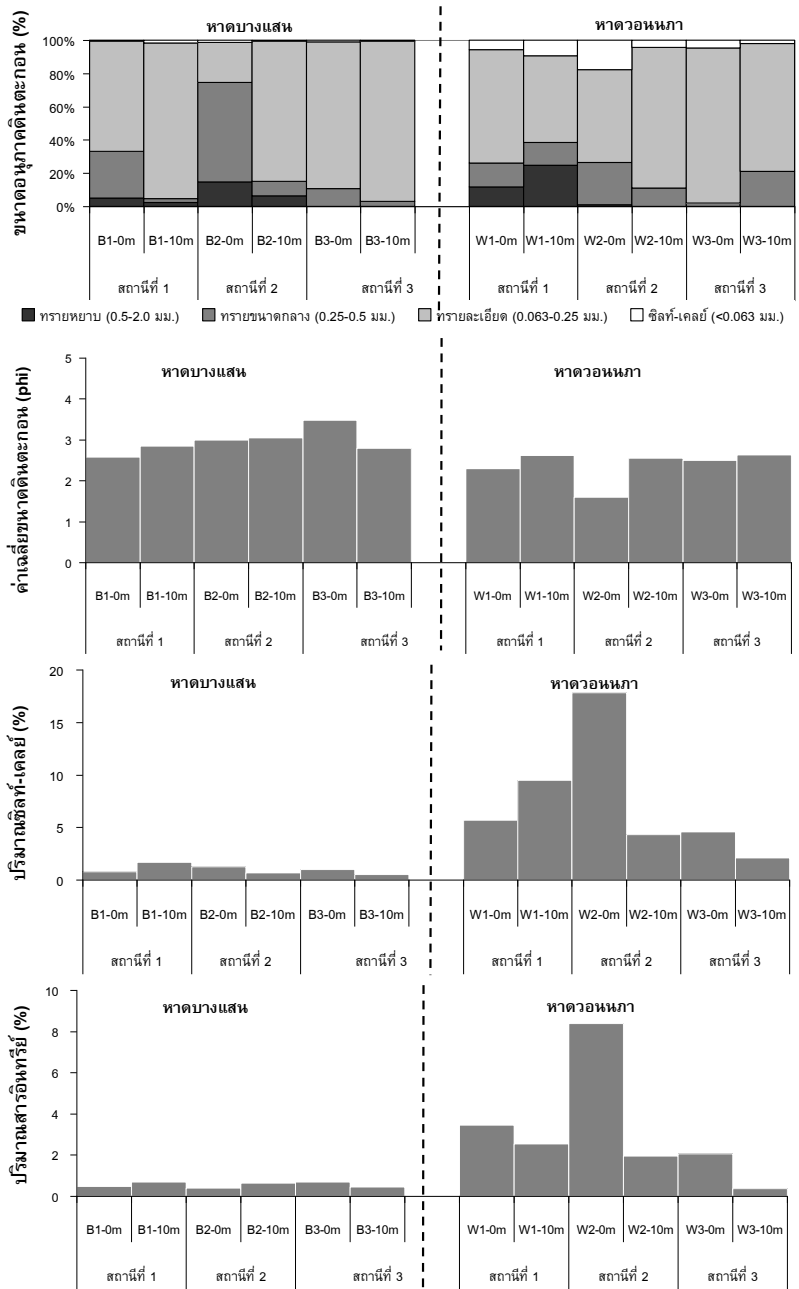 หาดบางแสน
หาดวอนนภา
ขนาดอนุภาคดินตะกอน (%)
100%
80%
60%
40%
20%
0%
B1-0m B1-10m B2-0m B2-10m B3-0m B3-10m W1-0m W1-10m W2-0m W2-10m W3-0m W3-10m
สถานีที่ 1 สถานีที่ 2 สถานีที่ 3 สถานีที่ 1 สถานีที่ 2 สถานีที่ 3
ทรายหยาบ (0.5-2.0 มม.) ทรายขนาดกลาง (0.25-0.5 มม.) ทรายละเอียด (0.063-0.25 มม.) ซิลท์-เคลย์ (<0.063 มม.)
หาดบางแสน
หาดวอนนภา
ค่าเฉลี่ยขนาดดินตะกอน (phi)
5
4
3
2
1
0
B1-0m B1-10m B2-0m B2-10m B3-0m B3-10m W1-0m W1-10m W2-0m W2-10m W3-0m W3-10m
สถานีที่ 1 สถานีที่ 2 สถานีที่ 3 สถานีที่ 1 สถานีที่ 2 สถานีที่ 3
หาดบางแสน
หาดวอนนภา
ปริมาณซิลท์-เคลย์ (%)
20
15
10
5
0
B1-0m B1-10m B2-0m B2-10m B3-0m B3-10m W1-0m W1-10m W2-0m W2-10m W3-0m W3-10m
สถานีที่ 1 สถานีที่ 2 สถานีที่ 3 สถานีที่ 1 สถานีที่ 2 สถานีที่ 3
หาดบางแสน
หาดวอนนภา
ปริมาณสารอินทรีย์ (%)
10
8
6
4
2
0
B1-0m B1-10m B2-0m B2-10m B3-0m B3-10m W1-0m W1-10m W2-0m W2-10m W3-0m W3-10m
สถานีที่ 1 สถานีที่ 2 สถานีที่ 3 สถานีที่ 1 สถานีที่ 2 สถานีที่ 3